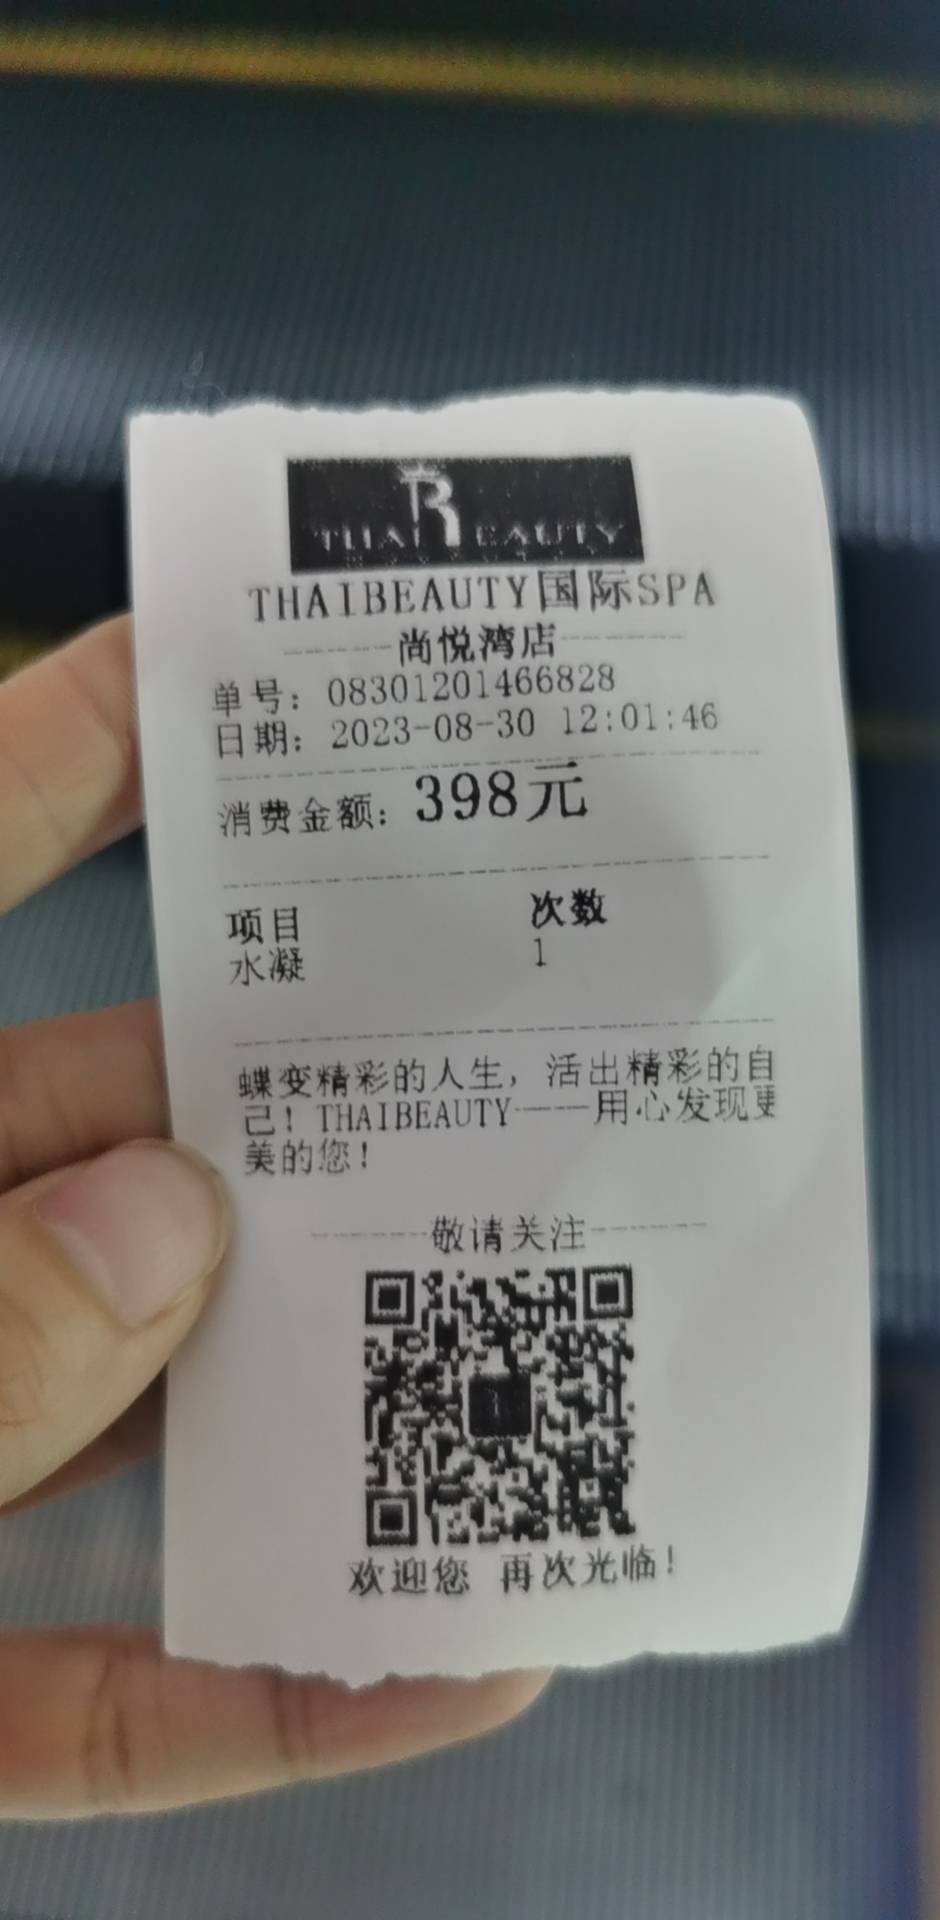 THAI BEAUTY
THAIBEAUTY国际SPA
尚悦湾店
单号：08301201466828
日期：2023-08-30 12:01:46
消费金额：398元
项目 次数
水凝 1
蝶变精彩的人生，活出精彩的自
己！THAIBEAUTY——用心发现更
美的您！
敬请关注
欢迎您 再次光临！